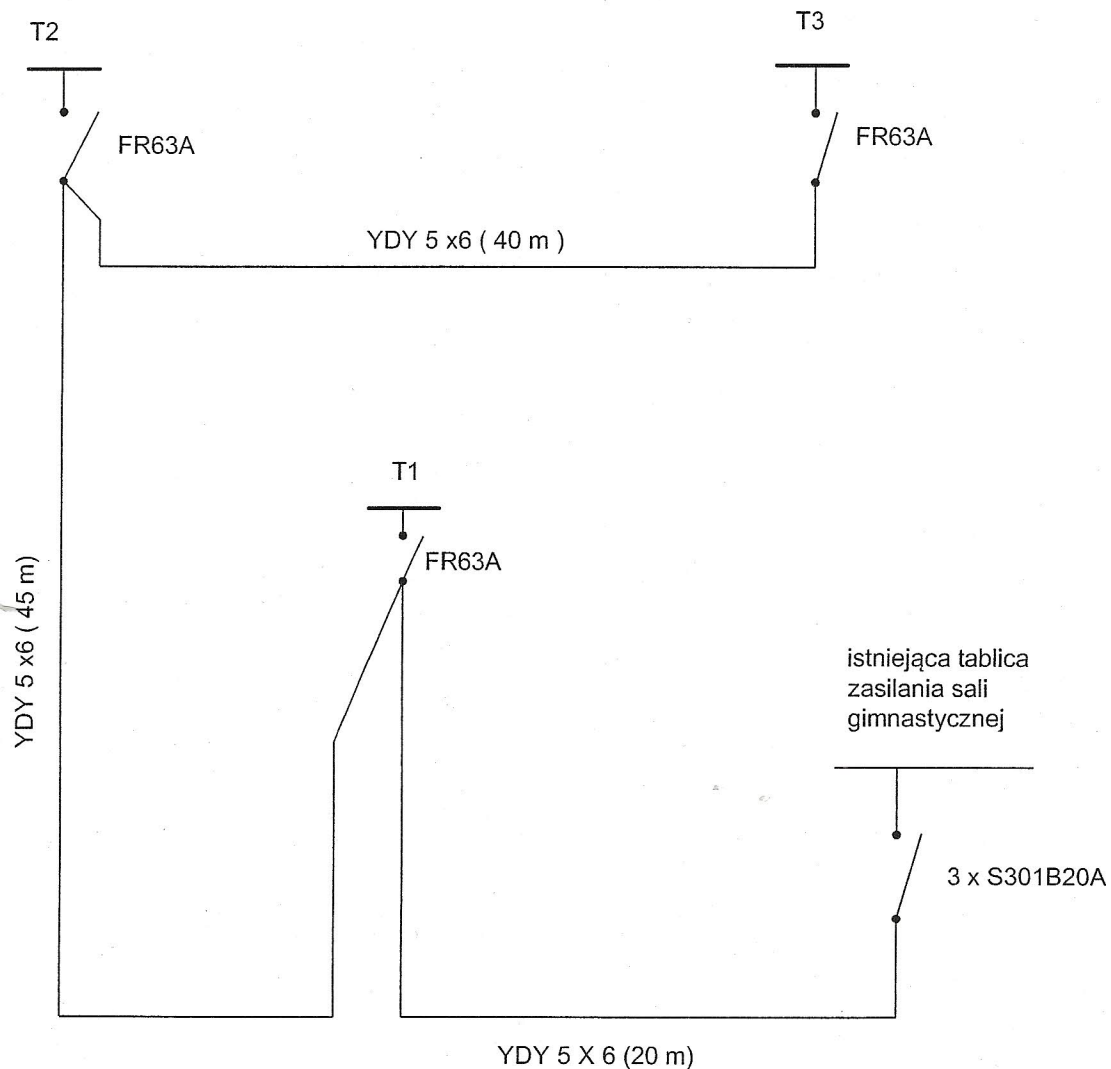 T2
T3
FR63A
FR63A
YDY 5 x6 ( 40 m )
T1
FR63A
YDY 5 x6 ( 45 m)
istniejąca tablica
zasilania sali
gimnastycznej
3 x S301B20A
YDY 5 X 6 (20 m)